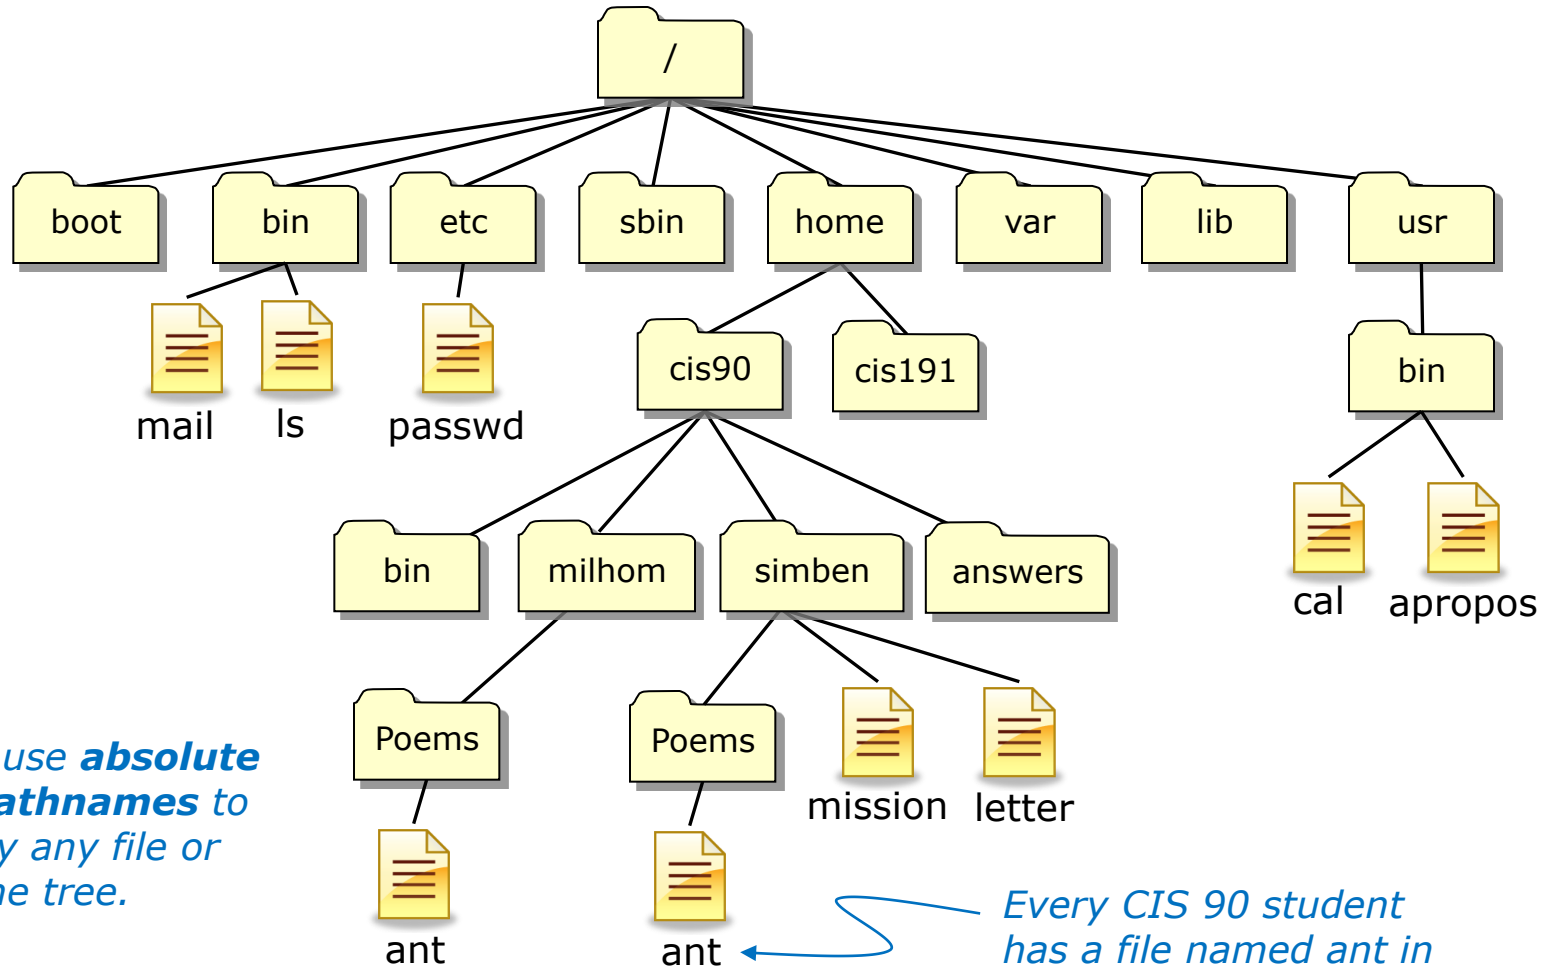 /
boot bin etc sbin home var lib usr
mail ls passwd
cis90 cis191 bin
bin milhom simben answers
cal apropos
Poems Poems
mission letter
use absolute
athnames to
y any file or
ne tree.
ant ant
Every CIS 90 student
has a file named ant in